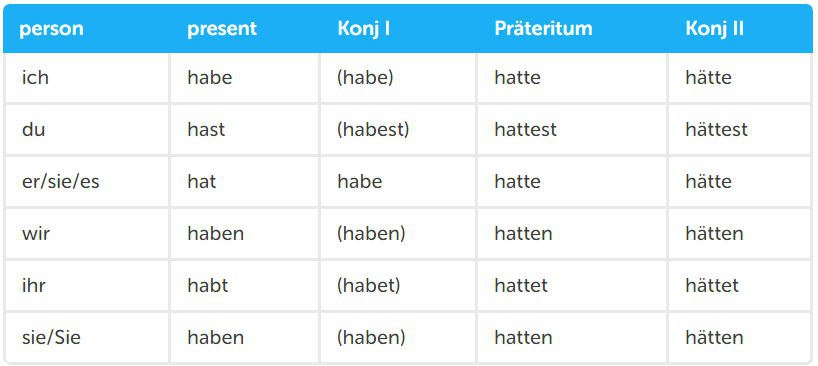 person present Konj I Präteritum Konj II
ich habe (habe) hatte hätte
du hast (habest) hattest hättest
er/sie/es hat habe hatte hätte
wir haben (haben) hatten hätten
ihr habt (habet) hattet hättet
sie/Sie haben (haben) hatten hätten